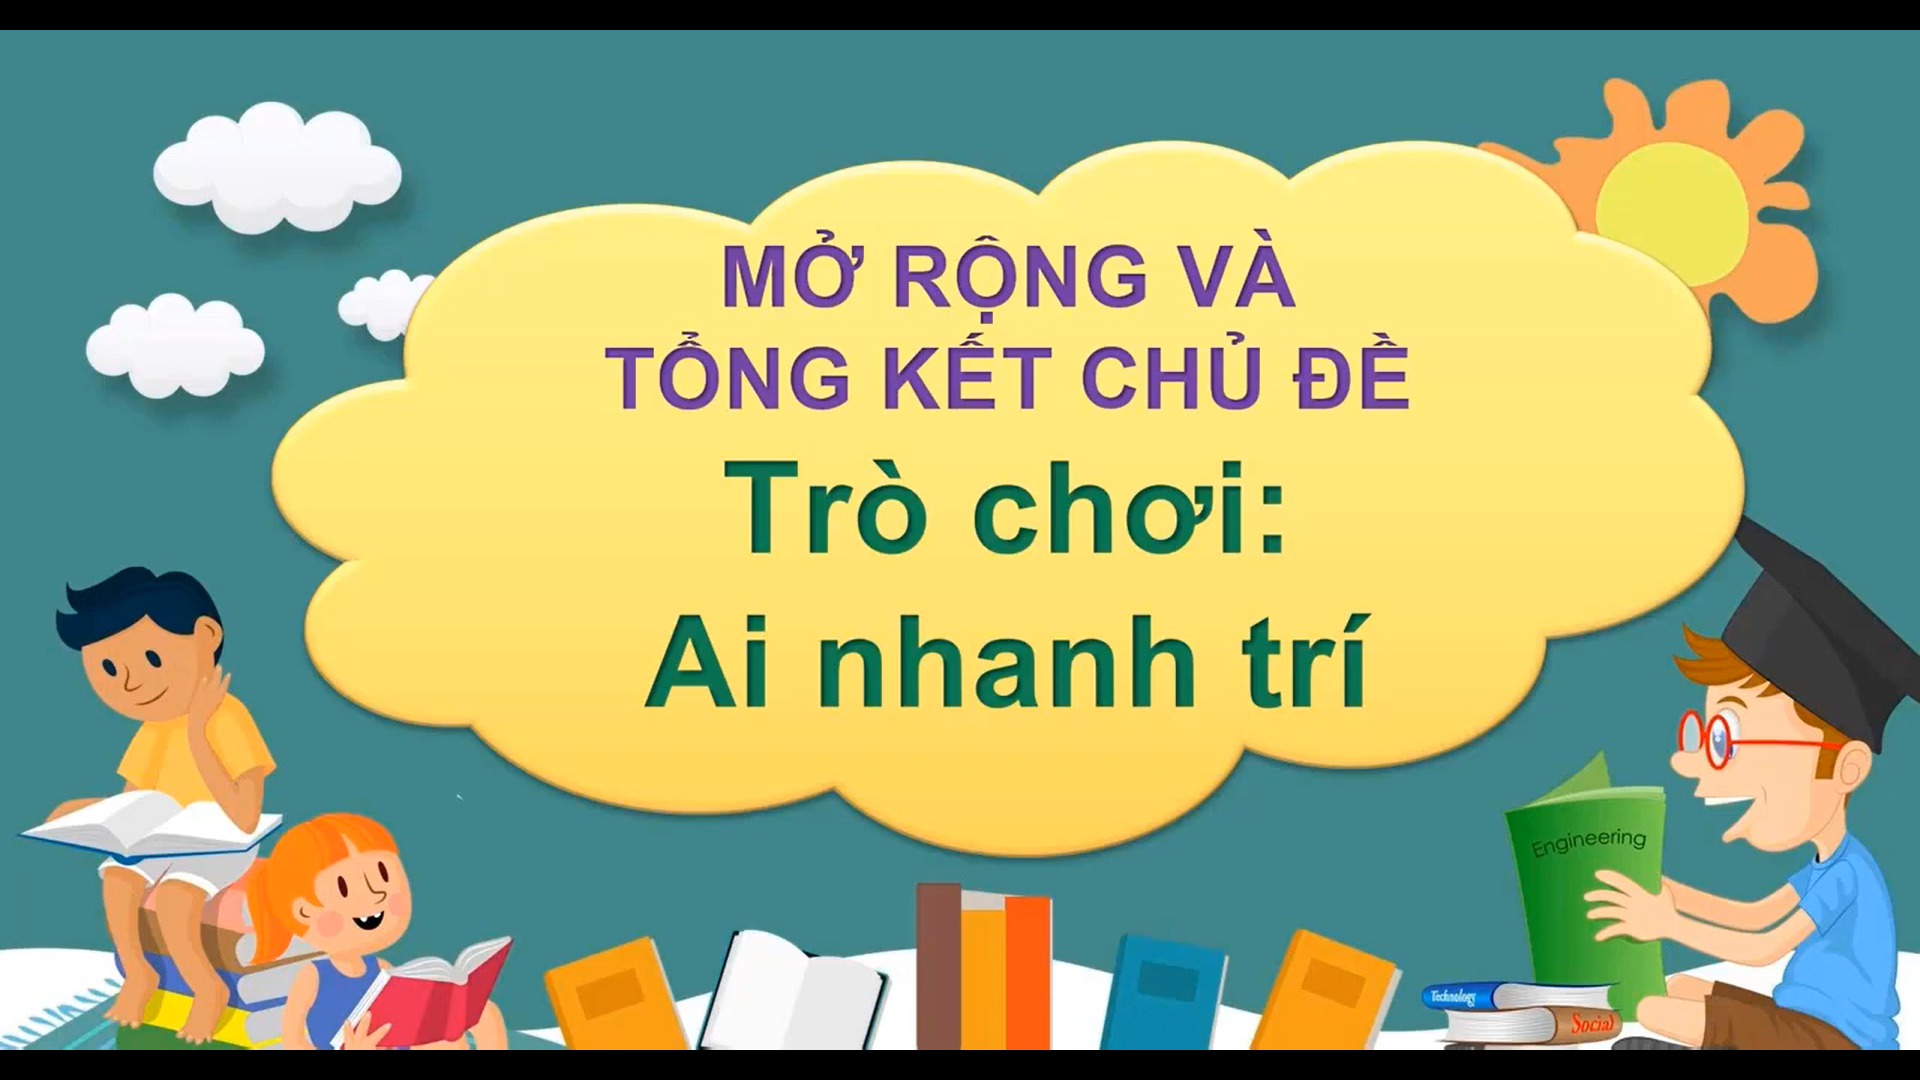 MỞ RỘNG VÀ
TỔNG KẾT CHỦ ĐỀ
Trò chơi:
Ai nhanh trí
Engineering
Technology
Social